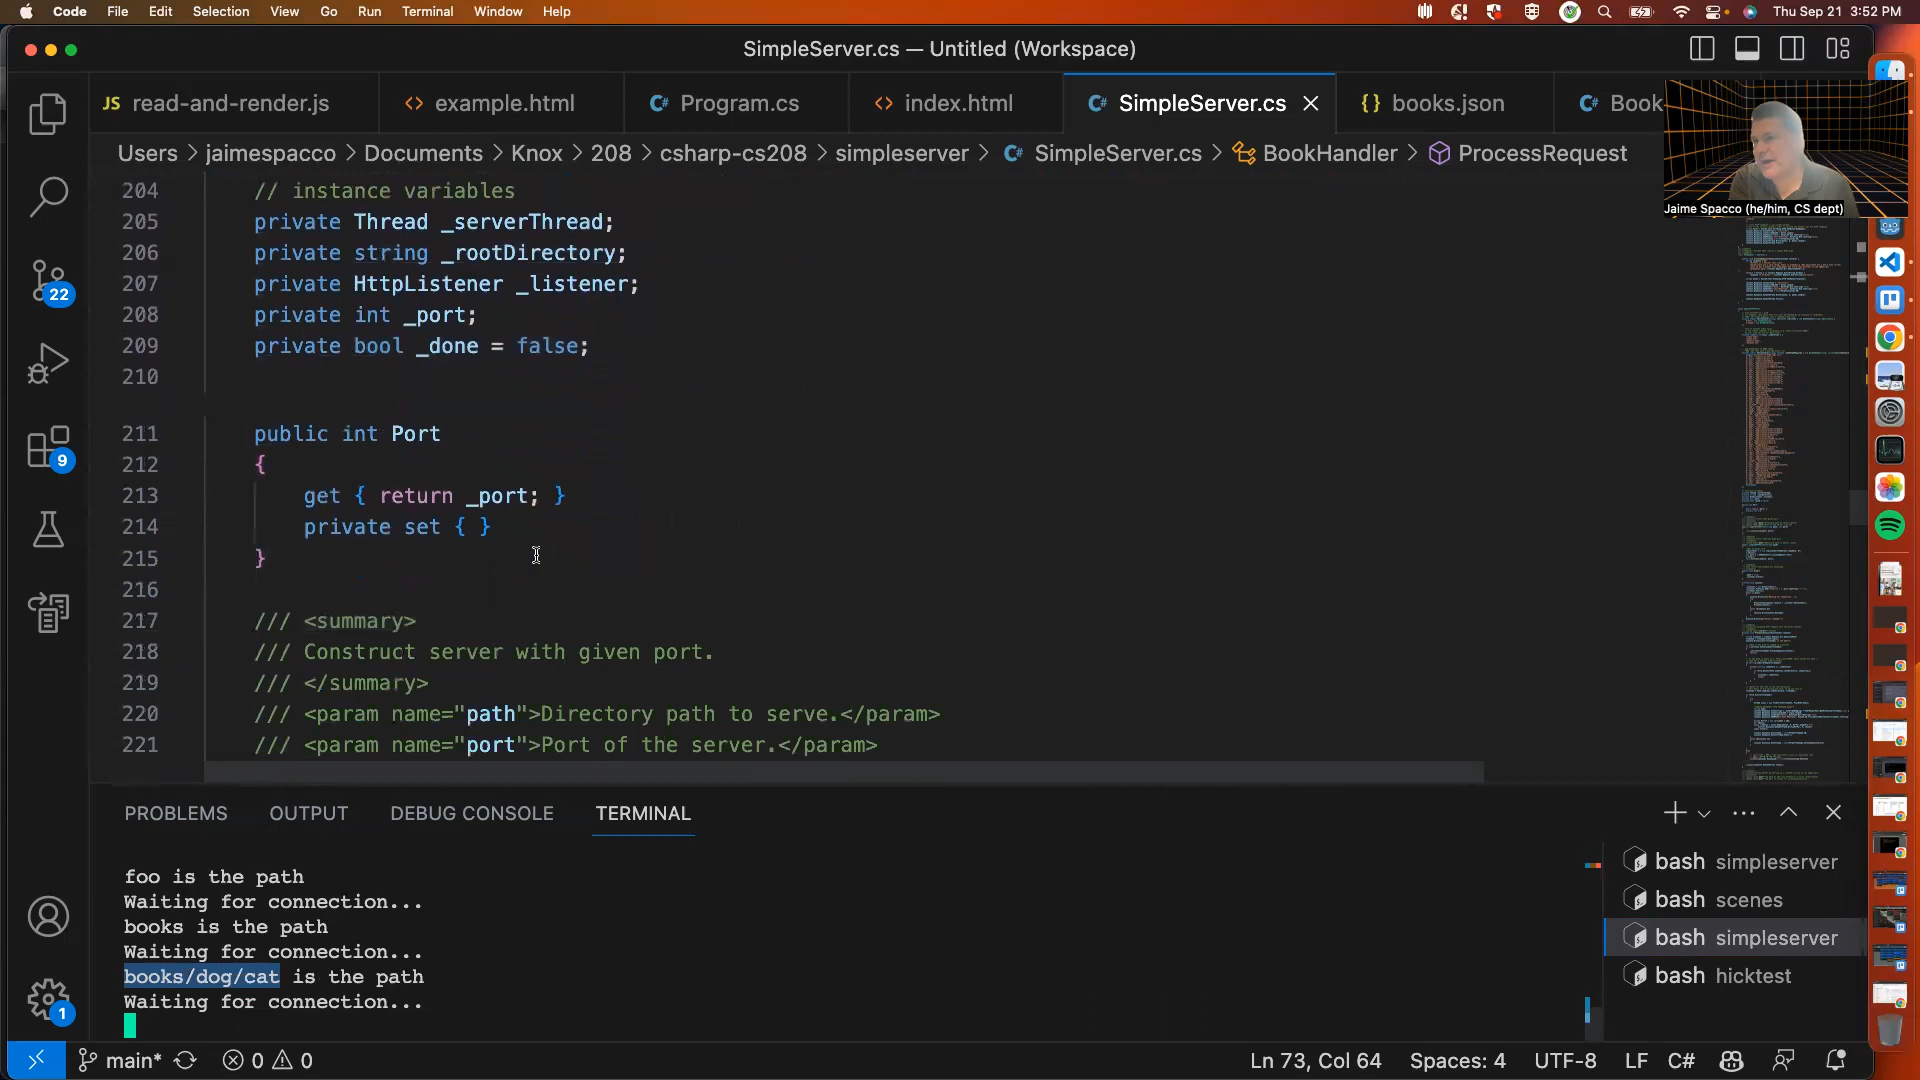 Code File Edit Selection View Go Run Terminal Window Help Thu Sep 21 3:52 PM
SimpleServer.cs — Untitled (Workspace)
JS read-and-render.js <> example.html C# Program.cs <> index.html C# SimpleServer.cs {} books.json C# Book
Users > jaimespacco > Documents > Knox > 208 > csharp-cs208 > simpleserver > C# SimpleServer.cs > BookHandler > ProcessRequest
Jaime Spacco (he/him, CS dept)
204 // instance variables
205 private Thread _serverThread;
206 private string _rootDirectory;
207 private HttpListener _listener;
208 private int _port;
209 private bool _done = false;
210
211 public int Port
212 {
213 get { return _port; }
214 private set { }
215 }
216
217 /// <summary>
218 /// Construct server with given port.
219 /// </summary>
220 /// <param name="path">Directory path to serve.</param>
221 /// <param name="port">Port of the server.</param>
22
9
1
PROBLEMS OUTPUT DEBUG CONSOLE TERMINAL
foo is the path
Waiting for connection...
books is the path
Waiting for connection...
books/dog/cat is the path
Waiting for connection...
bash simpleserver
bash scenes
bash simpleserver
bash hicktest
main* 0 0 Ln 73, Col 64 Spaces: 4 UTF-8 LF C#